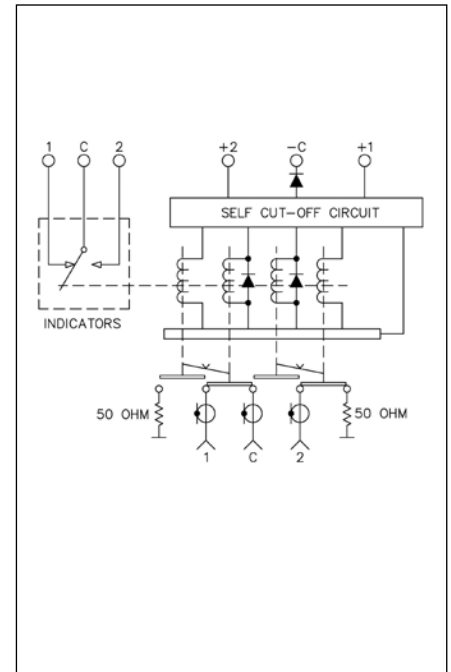 1 C 2 +2 -C +1
SELF CUT-OFF CIRCUIT
INDICATORS
50 OHM 50 OHM
1 C 2